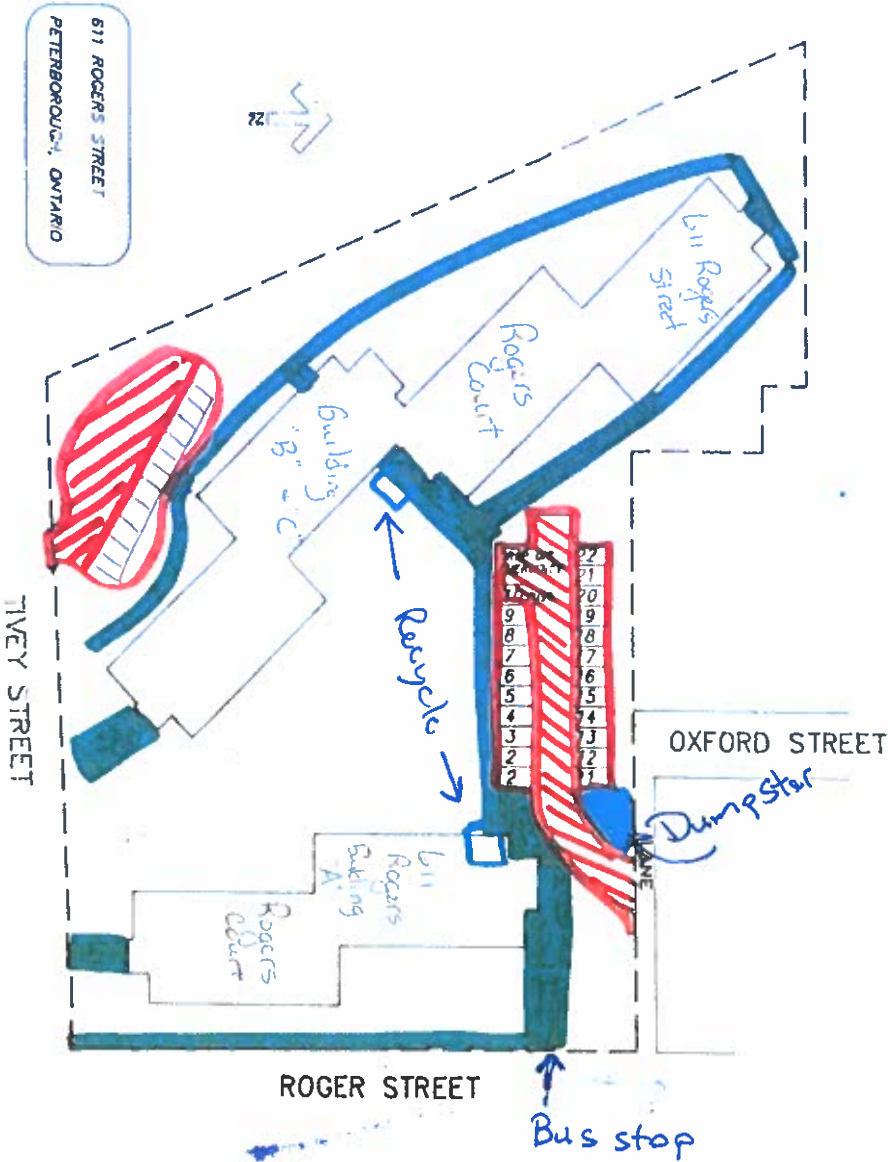 611 ROGERS STREET
PETERBOROUGH, ONTARIO
611 Rogers
Street
Rogers
Court
Building
"B" + "C"
Recycle
22
21
20
9
9
8
18
7
17
6
16
5
15
4
14
3
13
2
12
2
21
TIVEY STREET
OXFORD STREET
Dumpster
LANE
611
Rogers
Building
A
Rogers
Court
ROGER STREET
Bus stop